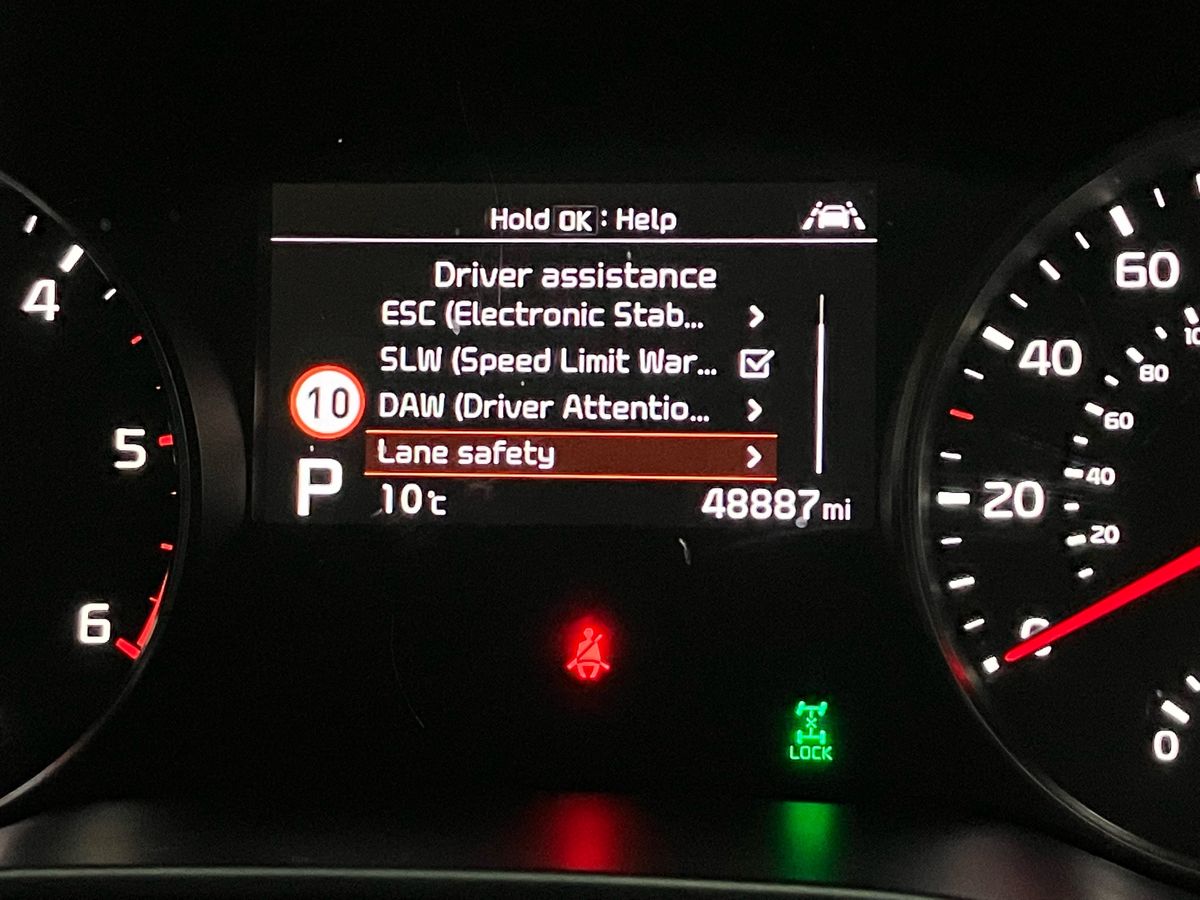 Hold OK : Help
Driver assistance
ESC (Electronic Stab...
SLW (Speed Limit War...
DAW (Driver Attentio...
Lane safety
10
P
10℃
48887 mi
4
5
6
60
40
20
0
80
60
40
20
0
LOCK